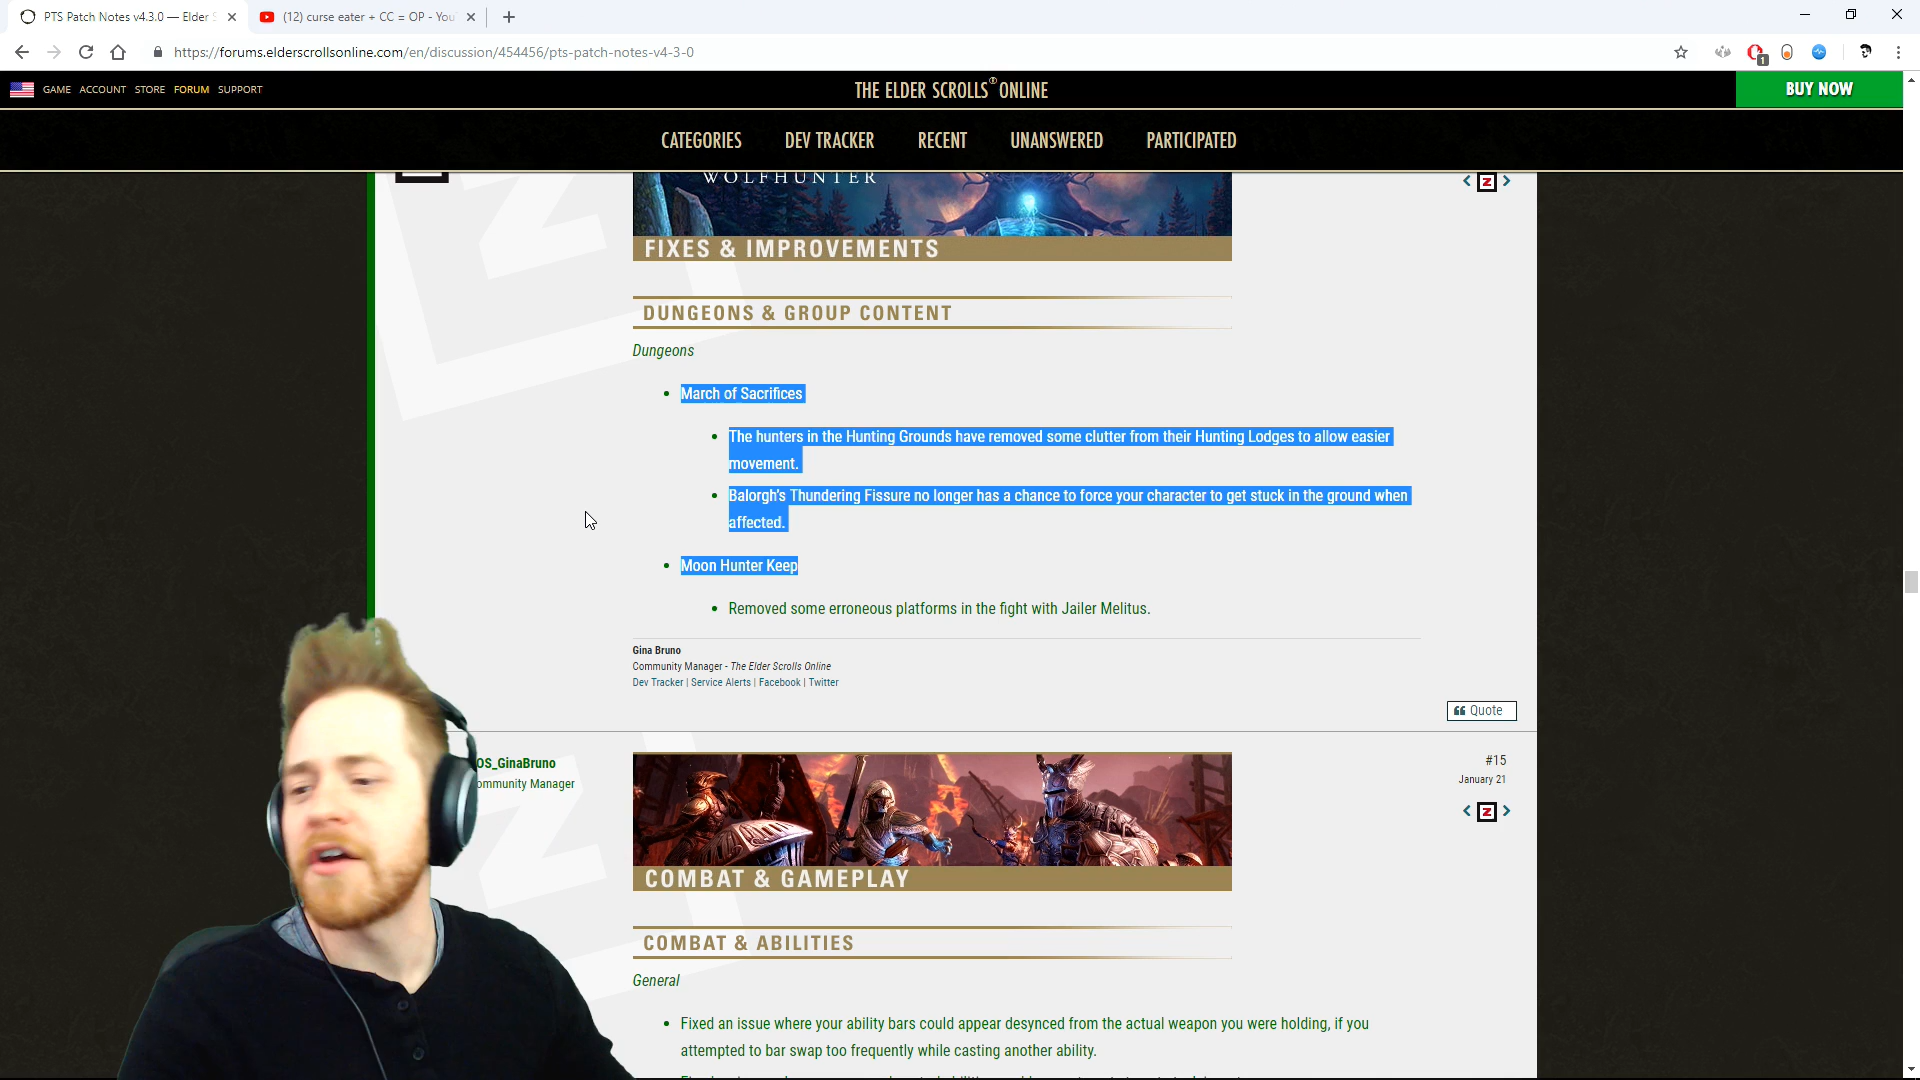 PTS Patch Notes v4.3.0 — Elder S
(12) curse eater + CC = OP - You
https://forums.elderscrollsonline.com/en/discussion/454456/pts-patch-notes-v4-3-0
1
GAME ACCOUNT STORE FORUM SUPPORT
THE ELDER SCROLLS ONLINE
BUY NOW
CATEGORIES DEV TRACKER RECENT UNANSWERED PARTICIPATED
WOLFHUNTER
< Z >
FIXES & IMPROVEMENTS
DUNGEONS & GROUP CONTENT
Dungeons
March of Sacrifices
The hunters in the Hunting Grounds have removed some clutter from their Hunting Lodges to allow easier
movement.
Balorgh's Thundering Fissure no longer has a chance to force your character to get stuck in the ground when
affected.
Moon Hunter Keep
Removed some erroneous platforms in the fight with Jailer Melitus.
Gina Bruno
Community Manager - The Elder Scrolls Online
Dev Tracker | Service Alerts | Facebook | Twitter
Quote
OS_GinaBruno
ommunity Manager
#15
January 21
< Z >
COMBAT & GAMEPLAY
COMBAT & ABILITIES
General
Fixed an issue where your ability bars could appear desynced from the actual weapon you were holding, if you
attempted to bar swap too frequently while casting another ability.